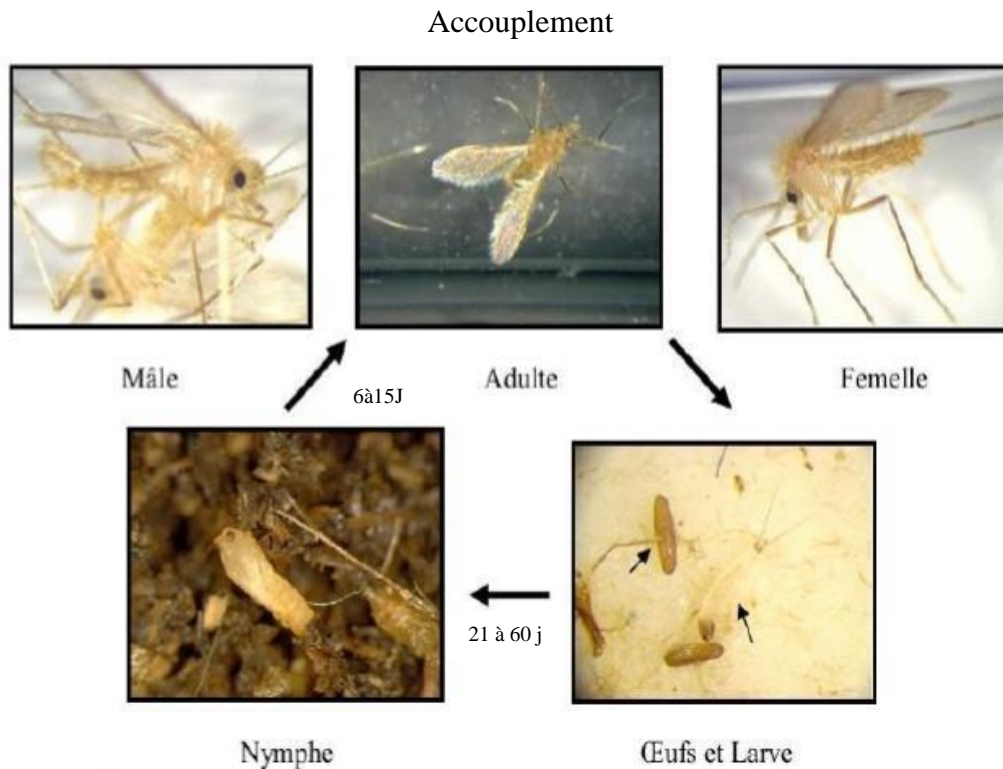 Accouplement
Mâle
Adulte
Femelle
6à15J
21 à 60 j
Nymphe
Œufs et Larve